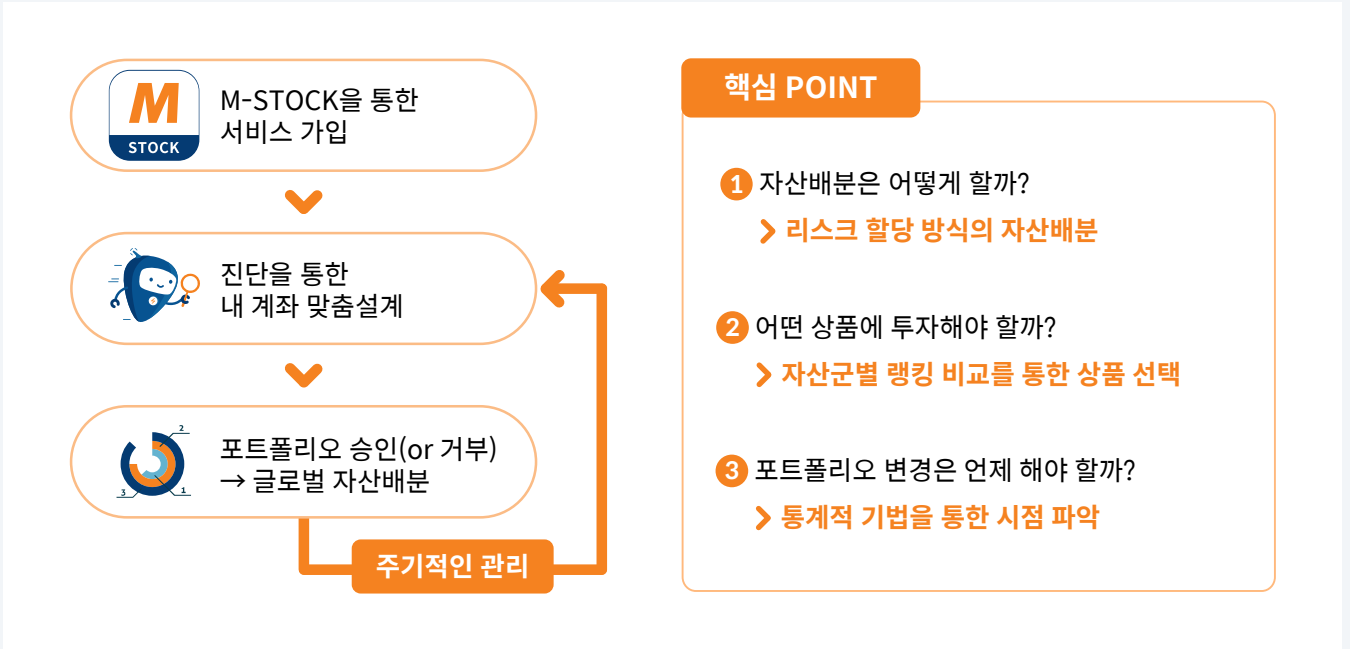 M
STOCK
M-STOCK을 통한
서비스 가입
진단을 통한
내 계좌 맞춤설계
2
3
1
포트폴리오 승인(or 거부)
→ 글로벌 자산배분
주기적인 관리
핵심 POINT
1 자산배분은 어떻게 할까?
리스크 할당 방식의 자산배분
2 어떤 상품에 투자해야 할까?
자산군별 랭킹 비교를 통한 상품 선택
3 포트폴리오 변경은 언제 해야 할까?
통계적 기법을 통한 시점 파악